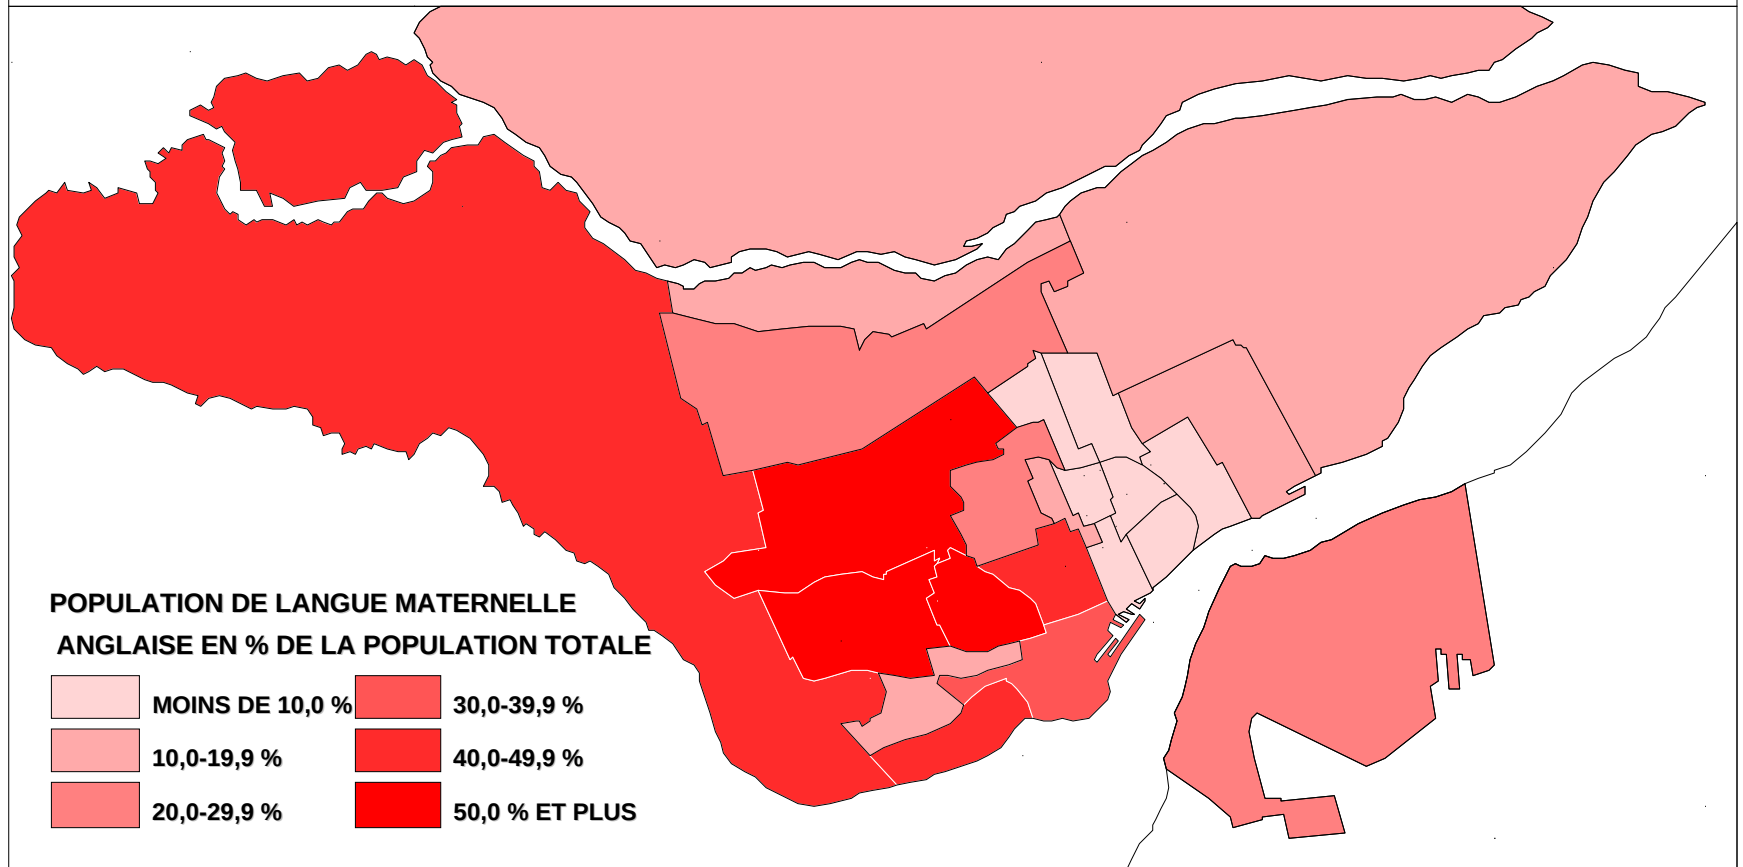 POPULATION DE LANGUE MATERNELLE
ANGLAISE EN % DE LA POPULATION TOTALE
MOINS DE 10,0 %
10,0-19,9 %
20,0-29,9 %
30,0-39,9 %
40,0-49,9 %
50,0 % ET PLUS